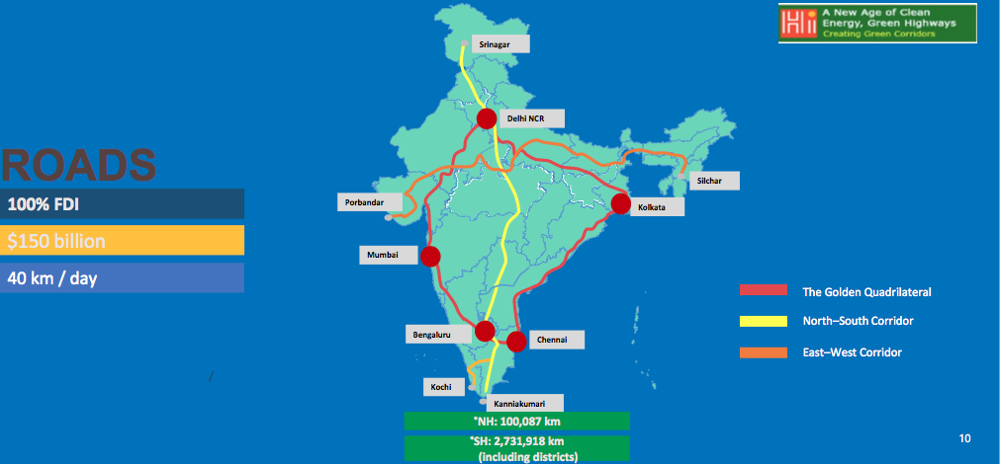 A New Age of Clean
Energy, Green Highways
Creating Green Corridors
Srinagar
Delhi NCR
ROADS
100% FDI
$150 billion
40 km / day
Silchar
Porbandar
Kolkata
Mumbai
The Golden Quadrilateral
North–South Corridor
East–West Corridor
Bengaluru
Chennai
Kochi
Kanniakumari
*NH: 100,087 km
*SH: 2,731,918 km
(including districts)
10